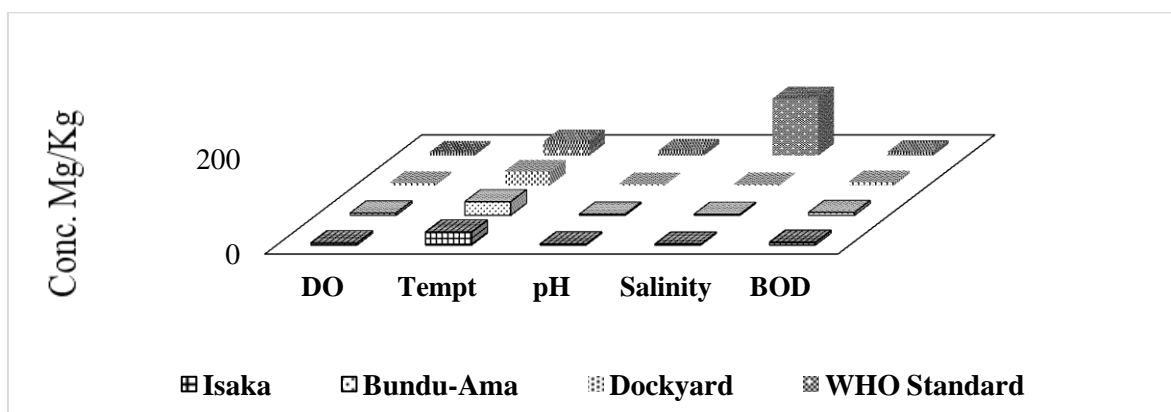 Conc. Mg/Kg
200
0
DO Tempt pH Salinity BOD
Isaka Bundu-Ama Dockyard WHO Standard